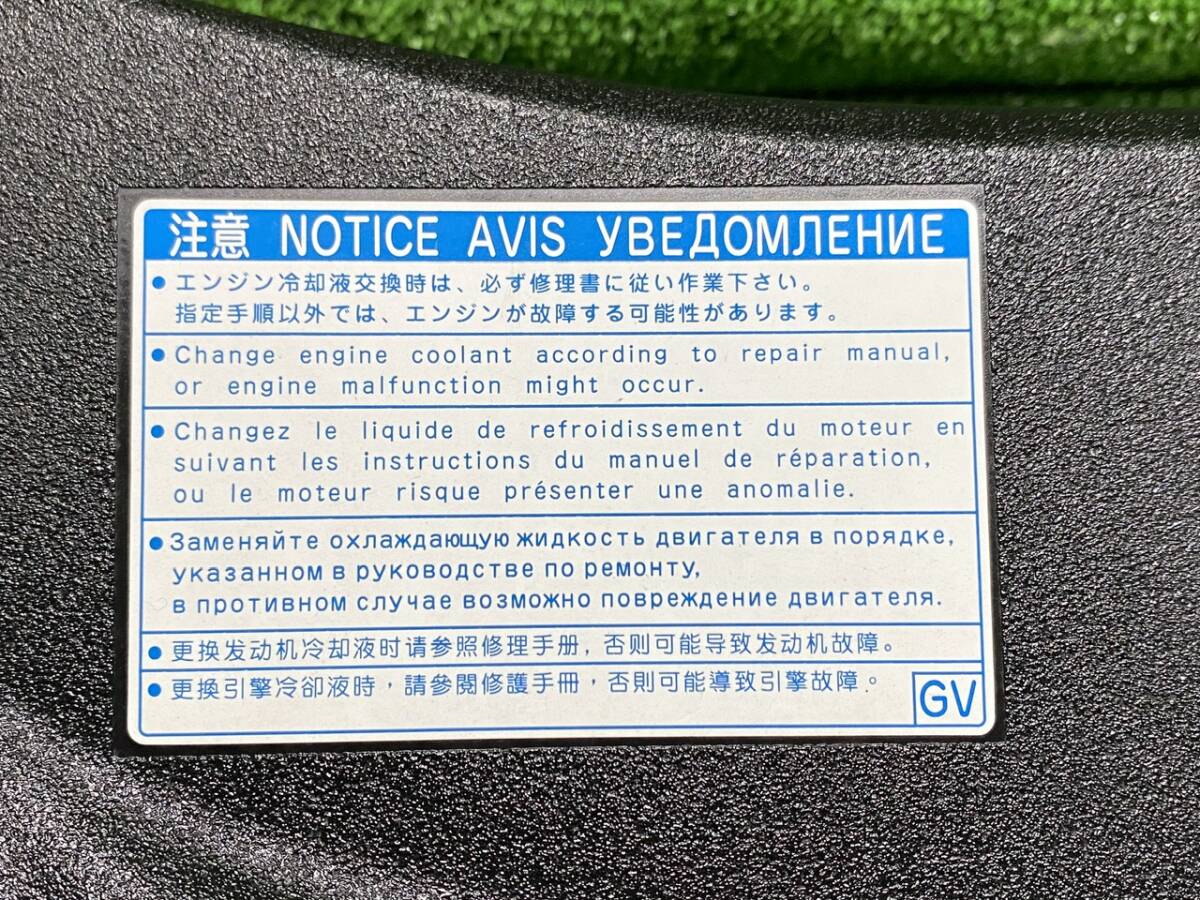 注意 NOTICE AVIS УВЕДОМЛЕНИЕ
●エンジン冷却液交換時は、必ず修理書に従い作業下さい。
指定手順以外では、エンジンが故障する可能性があります。
●Change engine coolant according to repair manual,
or engine malfunction might occur.
●Changez le liquide de refroidissement du moteur en
suivant les instructions du manuel de réparation,
ou le moteur risque présenter une anomalie.
●Заменяйте охлаждающую жидкость двигателя в порядке,
указанном в руководстве по ремонту,
в противном случае возможно повреждение двигателя.
●更换发动机冷却液时请参照修理手册, 否则可能导致发动机故障。
●更換引擎冷卻液時，請參閱修護手冊，否則可能導致引擎故障。
GV